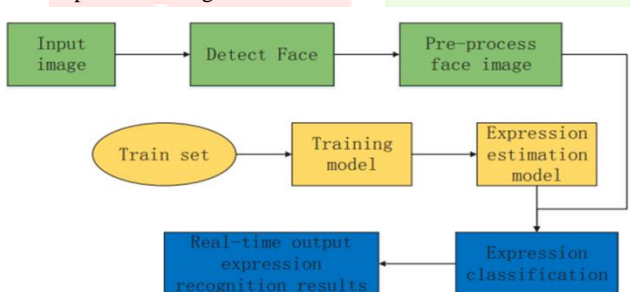 Input
image
Detect Face
Pre-process
face image
Train set
Training
model
Expression
estimation
model
Real-time output
expression
recognition results
Expression
classification